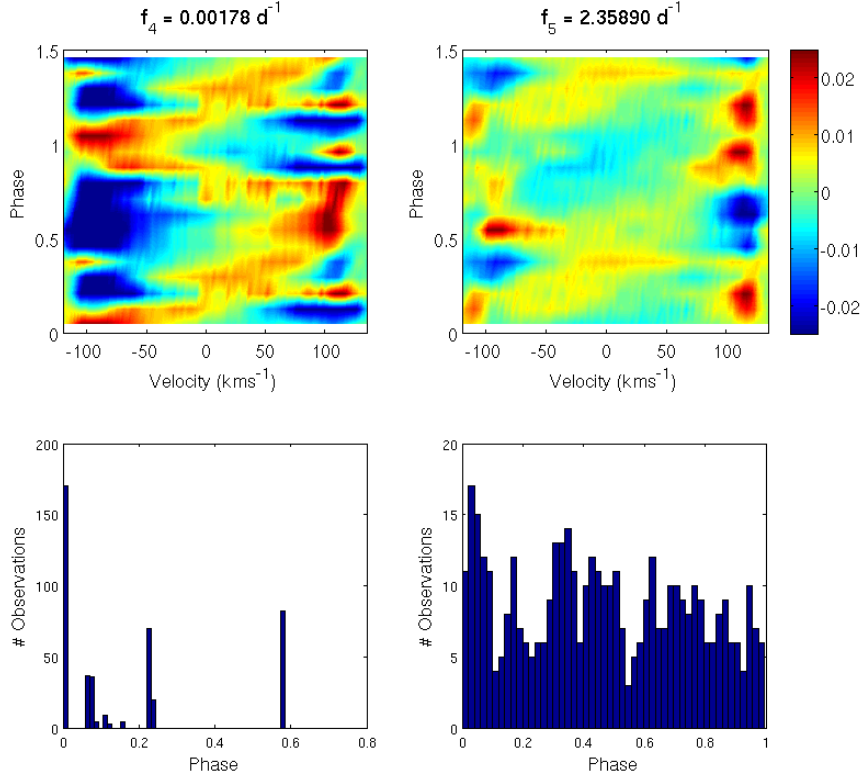 f₄ = 0.00178 d⁻¹
f₅ = 2.35890 d⁻¹
1.5
1
0.5
0
Phase
-100 -50 0 50 100
Velocity (kms⁻¹)
Phase
1.5
1
0.5
0
-100 -50 0 50 100
Velocity (kms⁻¹)
0.02
0.01
0
-0.01
-0.02
200
150
100
50
0
# Observations
0 0.2 0.4 0.6 0.8
Phase
20
15
10
5
0
# Observations
0 0.2 0.4 0.6 0.8 1
Phase